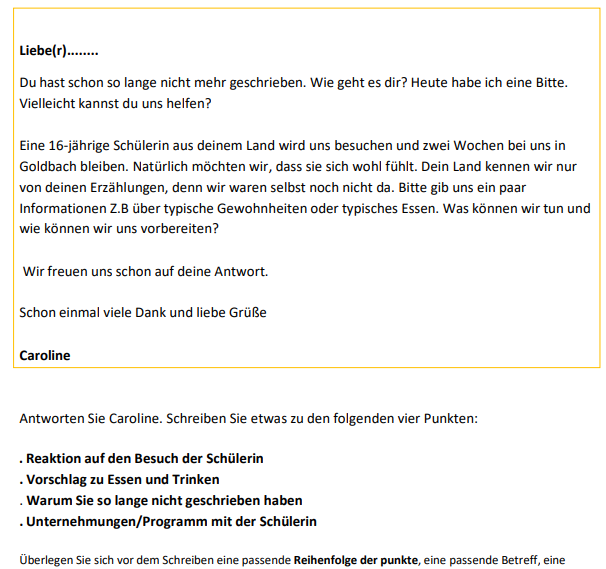 Liebe(r)........
Du hast schon so lange nicht mehr geschrieben. Wie geht es dir? Heute habe ich eine Bitte.
Vielleicht kannst du uns helfen?
Eine 16-jährige Schülerin aus deinem Land wird uns besuchen und zwei Wochen bei uns in
Goldbach bleiben. Natürlich möchten wir, dass sie sich wohl fühlt. Dein Land kennen wir nur
von deinen Erzählungen, denn wir waren selbst noch nicht da. Bitte gib uns ein paar
Informationen Z.B über typische Gewohnheiten oder typisches Essen. Was können wir tun und
wie können wir uns vorbereiten?
Wir freuen uns schon auf deine Antwort.
Schon einmal viele Dank und liebe Grüße
Caroline
Antworten Sie Caroline. Schreiben Sie etwas zu den folgenden vier Punkten:
. Reaktion auf den Besuch der Schülerin
. Vorschlag zu Essen und Trinken
. Warum Sie so lange nicht geschrieben haben
. Unternehmungen/Programm mit der Schülerin
Überlegen Sie sich vor dem Schreiben eine passende Reihenfolge der punkte, eine passende Betreff, eine